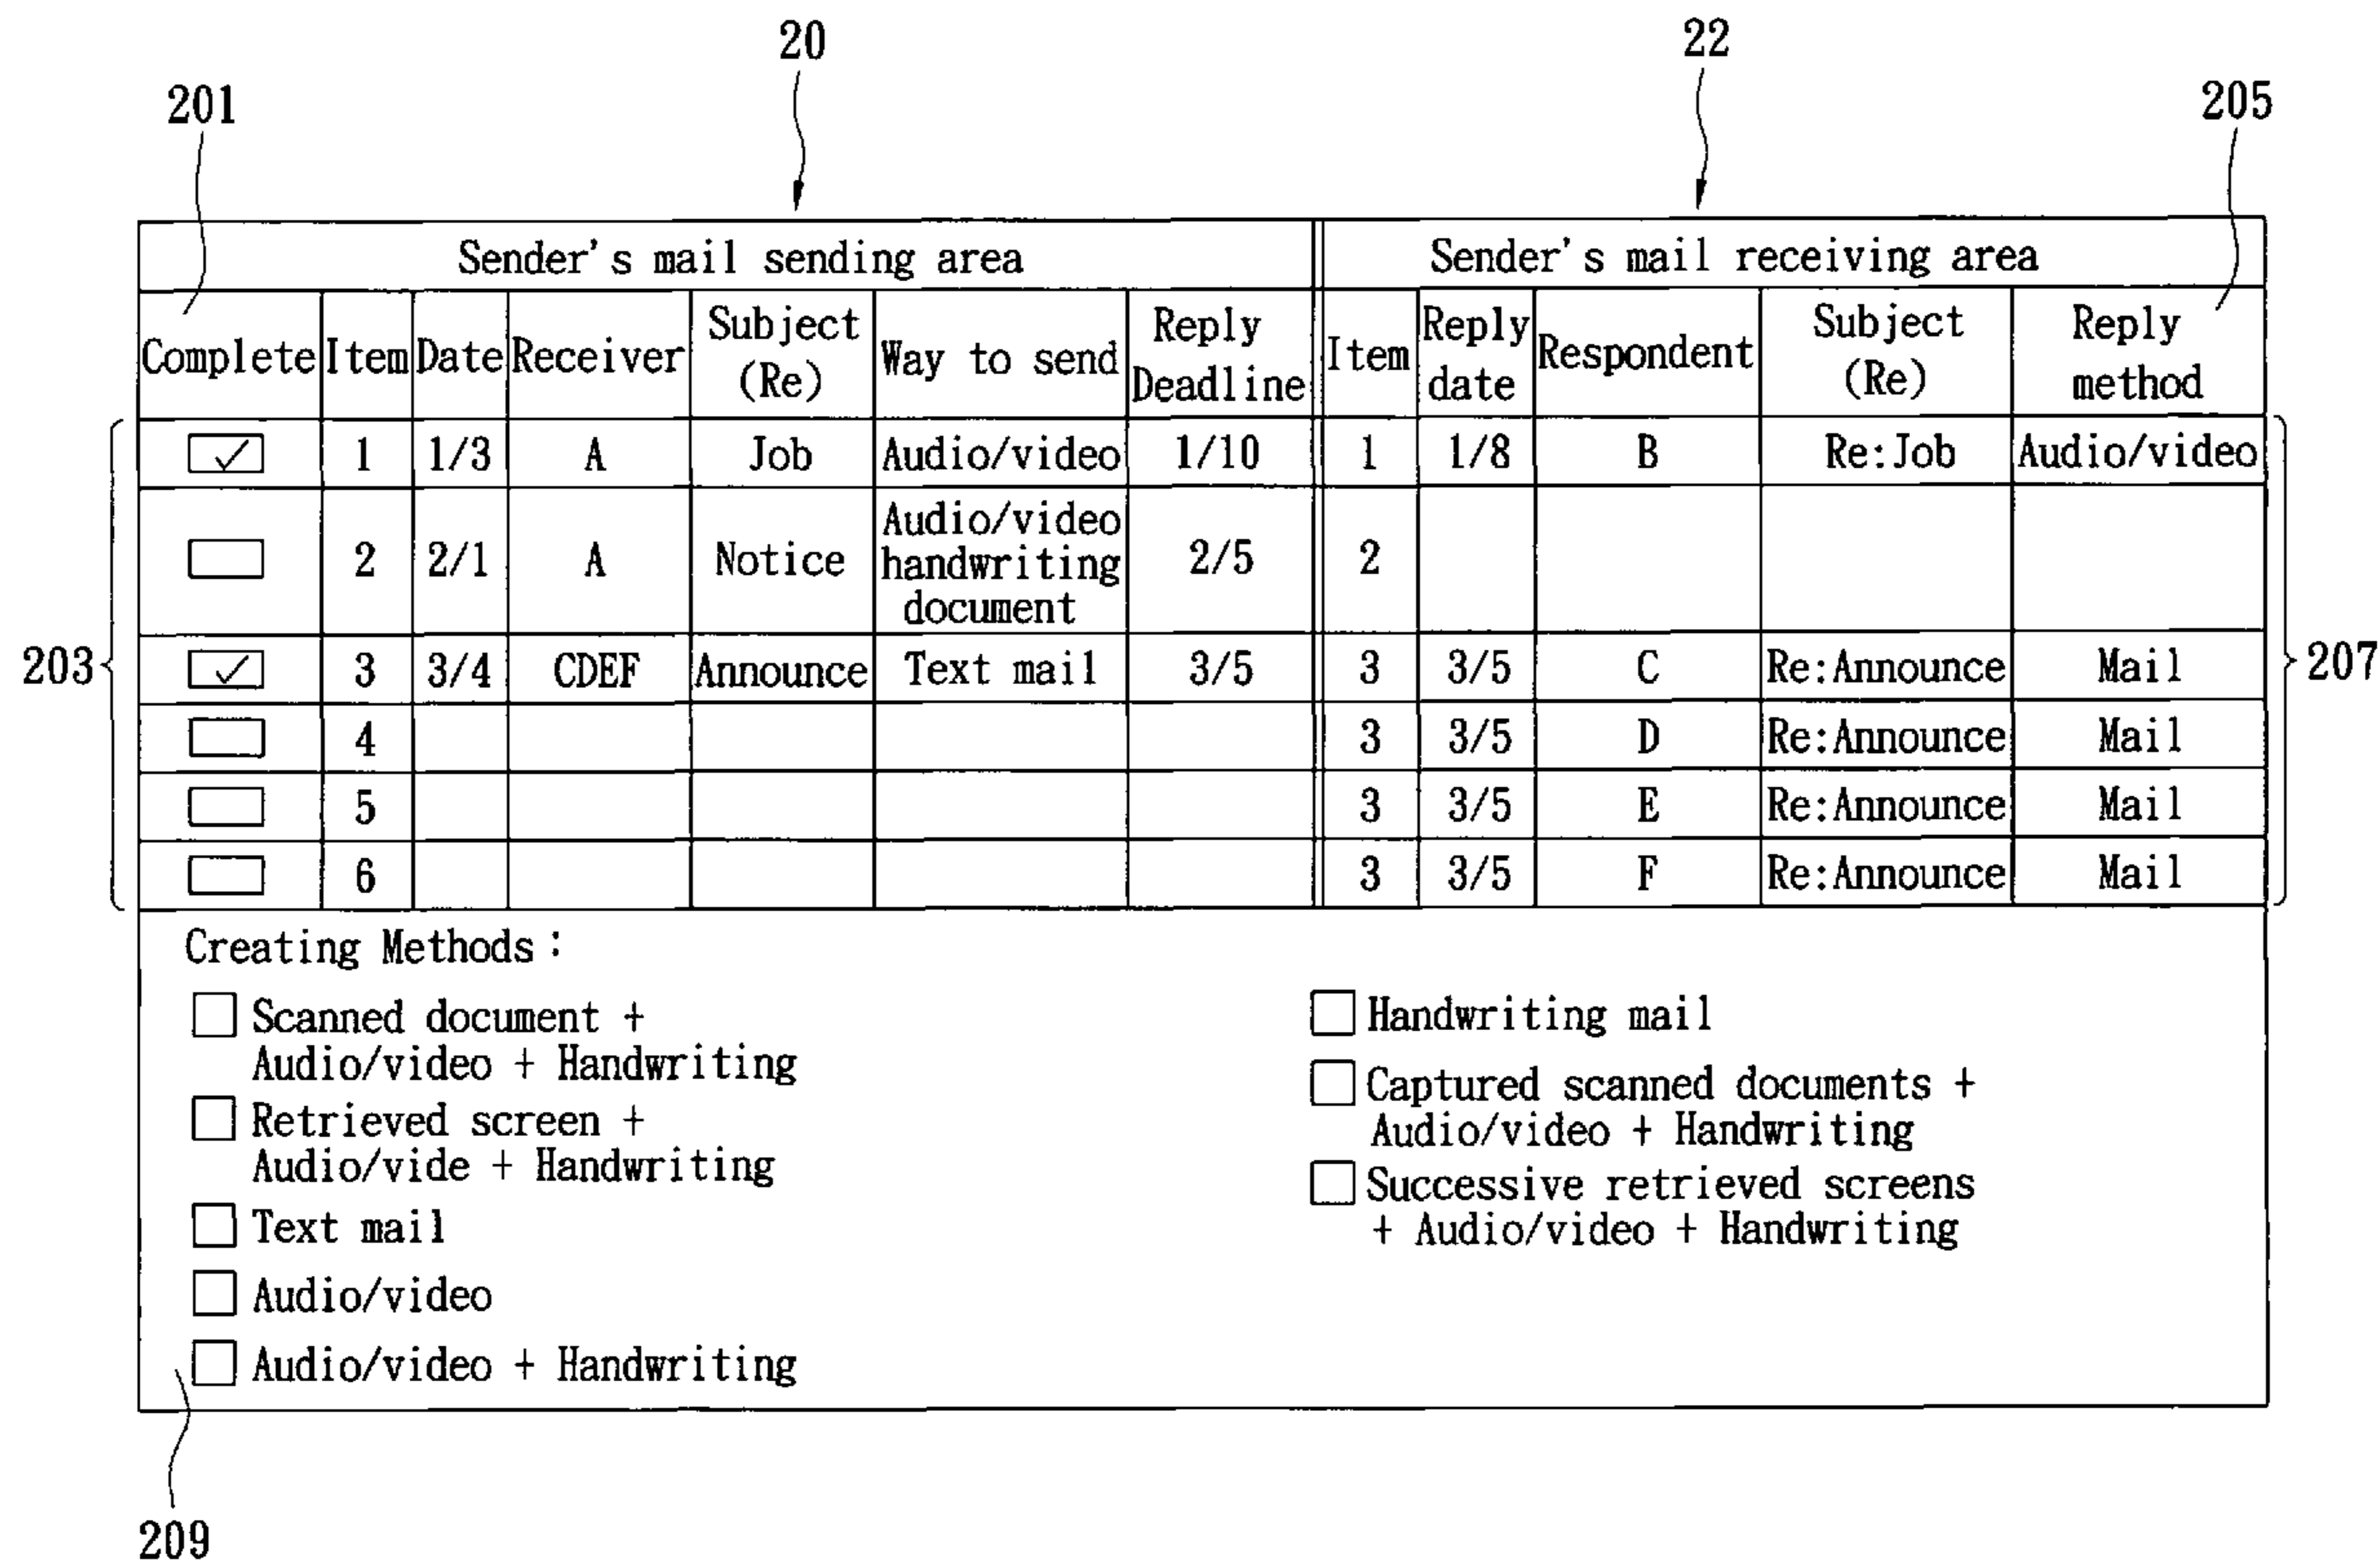 20
22
201
205
Sender's mail sending area
Sender's mail receiving area
Complete Item Date Receiver Subject (Re) Way to send Reply Deadline Item Reply date Respondent Subject (Re) Reply method
1 1/3 A Job Audio/video 1/10 1 1/8 B Re:Job Audio/video
2 2/1 A Notice Audio/video handwriting document 2/5 2
203
3 3/4 CDEF Announce Text mail 3/5 3 3/5 C Re:Announce Mail
207
4 3 3/5 D Re:Announce Mail
5 3 3/5 E Re:Announce Mail
6 3 3/5 F Re:Announce Mail
Creating Methods:
Scanned document +
Audio/video + Handwriting
Retrieved screen +
Audio/vide + Handwriting
Text mail
Audio/video
Audio/video + Handwriting
Handwriting mail
Captured scanned documents +
Audio/video + Handwriting
Successive retrieved screens
+ Audio/video + Handwriting
209